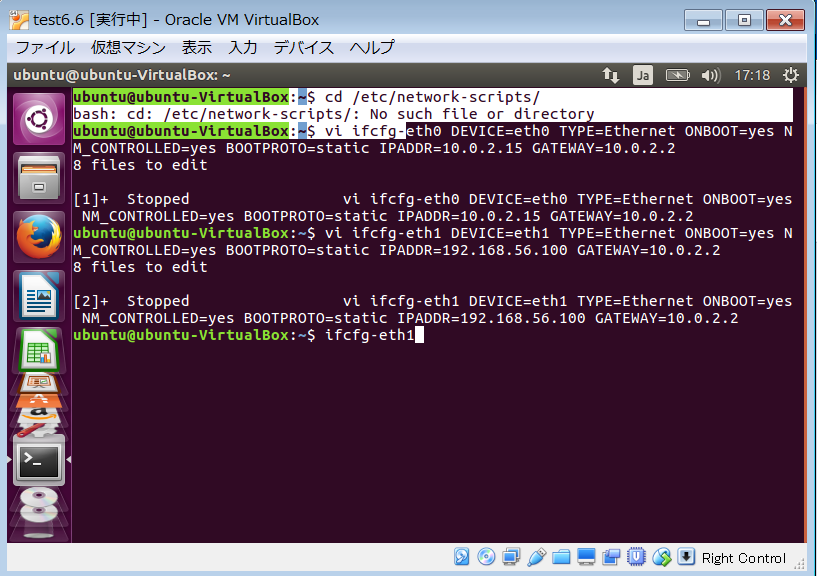 test6.6 [実行中] - Oracle VM VirtualBox
ファイル 仮想マシン 表示 入力 デバイス ヘルプ
ubuntu@ubuntu-VirtualBox: ~ Ja 17:18
ubuntu@ubuntu-VirtualBox:~$ cd /etc/network-scripts/
bash: cd: /etc/network-scripts/: No such file or directory
ubuntu@ubuntu-VirtualBox:~$ vi ifcfg-eth0 DEVICE=eth0 TYPE=Ethernet ONBOOT=yes N
M_CONTROLLED=yes BOOTPROTO=static IPADDR=10.0.2.15 GATEWAY=10.0.2.2
8 files to edit
[1]+  Stopped                 vi ifcfg-eth0 DEVICE=eth0 TYPE=Ethernet ONBOOT=yes
 NM_CONTROLLED=yes BOOTPROTO=static IPADDR=10.0.2.15 GATEWAY=10.0.2.2
ubuntu@ubuntu-VirtualBox:~$ vi ifcfg-eth1 DEVICE=eth1 TYPE=Ethernet ONBOOT=yes N
M_CONTROLLED=yes BOOTPROTO=static IPADDR=192.168.56.100 GATEWAY=10.0.2.2
8 files to edit
[2]+  Stopped                 vi ifcfg-eth1 DEVICE=eth1 TYPE=Ethernet ONBOOT=yes
 NM_CONTROLLED=yes BOOTPROTO=static IPADDR=192.168.56.100 GATEWAY=10.0.2.2
ubuntu@ubuntu-VirtualBox:~$ ifcfg-eth1
Right Control